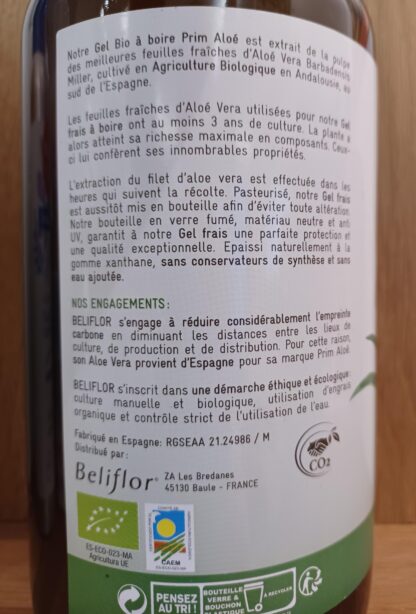 Notre Gel Bio à boire Prim Aloé est extrait de la pulpe
des meilleures feuilles fraîches d'Aloé Vera Barbadensis
Miller, cultivé en Agriculture Biologique en Andalousie, au
sud de l'Espagne.
Les feuilles fraîches d'Aloé Vera utilisées pour notre Gel
frais à boire ont au moins 3 ans de culture. La plante a
alors atteint sa richesse maximale en composants. Ceux-
ci lui confèrent ses innombrables propriétés.
L'extraction du filet d'aloe vera est effectuée dans les
heures qui suivent la récolte. Pasteurisé, notre Gel frais
est aussitôt mis en bouteille afin d'éviter toute altération.
Notre bouteille en verre fumé, matériau neutre et anti
UV, garantit à notre Gel frais une parfaite protection et
une qualité exceptionnelle. Epaissi naturellement à la
gomme xanthane, sans conservateurs de synthèse et sans
eau ajoutée.
NOS ENGAGEMENTS :
BELIFLOR s'engage à réduire considérablement l'empreinte
carbone en diminuant les distances entre les lieux de
culture, de production et de distribution. Pour cette raison,
son Aloe Vera provient d'Espagne pour sa marque Prim Aloé.
BELIFLOR s'inscrit dans une démarche éthique et écologique:
culture manuelle et biologique, utilisation d'engrais
organique et contrôle strict de l'utilisation de l'eau.
Fabriqué en Espagne: RGSEAA 21.24986 / M
Distribué par :
Beliflor®
ZA Les Bredanes
45130 Baule - FRANCE
CO2
ES-ECO-023-MA
Agricultura UE
CAEM
ES-ECO-023-MA
PENSEZ
AU TRI !
BOUTEILLE
VERRE &
BOUCHON
PLASTIQUE
À RECYCLER